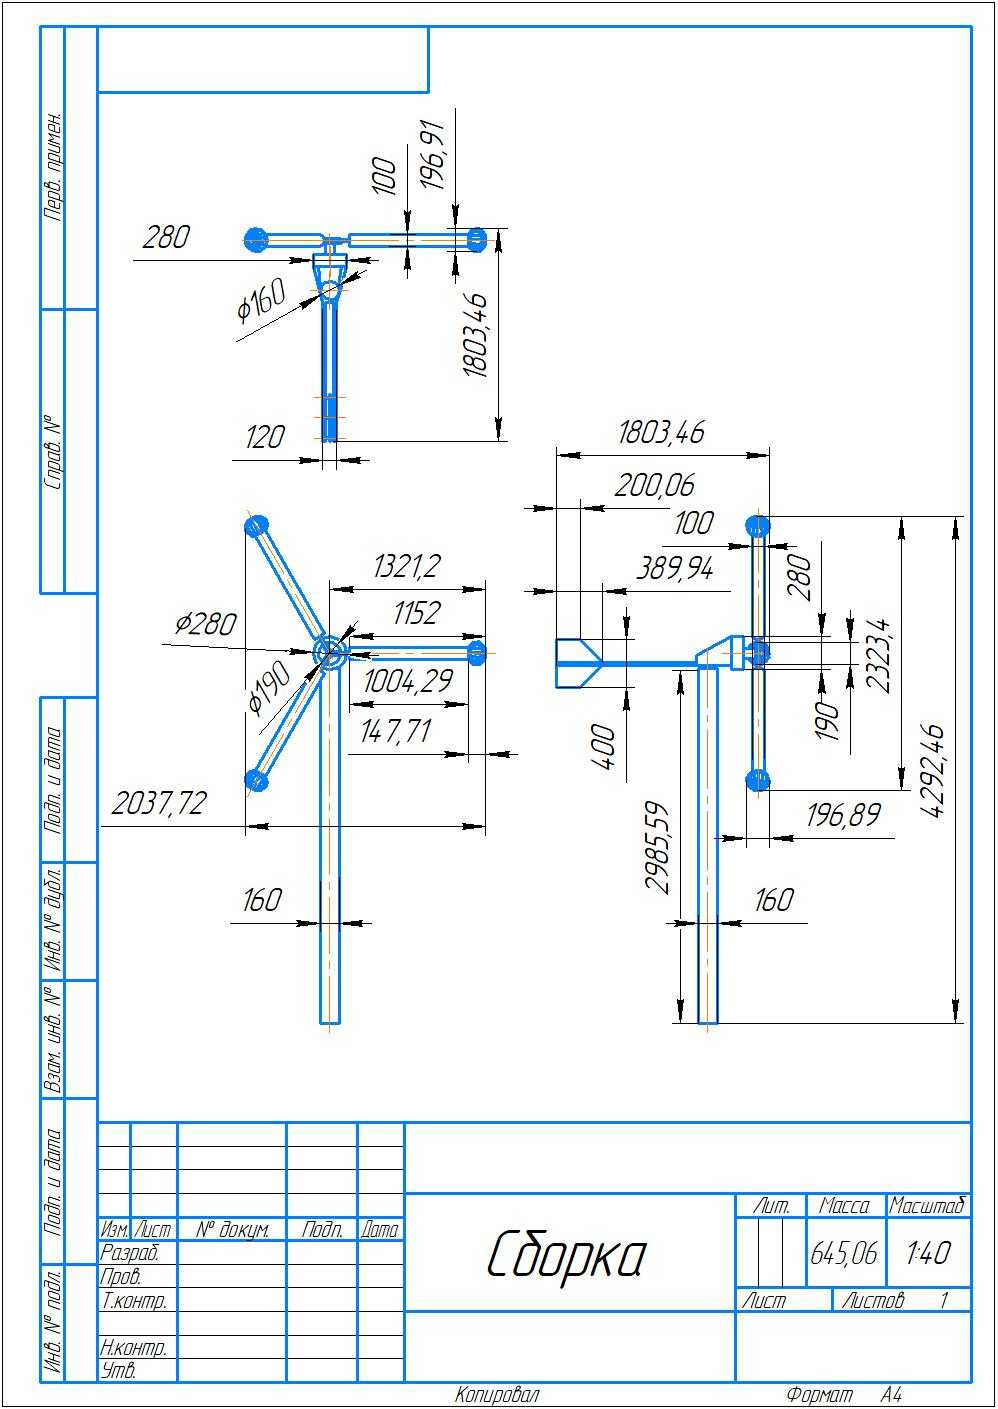 Перв. примен.
Справ. №
Подп. и дата
Инв. № дубл.
Взам. инв. №
Подп. и дата
Инв. № подл.
280
100
196,91
ϕ160
1803,46
120
1803,46
200,06
100
389,94
280
2323,4
4292,46
190
400
196,89
2985,59
160
1321,2
1152
ϕ280
ϕ190
1004,29
147,71
2037,72
160
Изм. Лист № докум. Подп. Дата
Разраб.
Пров.
Т.контр.
Н.контр.
Утв.
Сборка
Лит. Масса Масштаб
645,06 1:40
Лист Листов 1
Копировал Формат А4